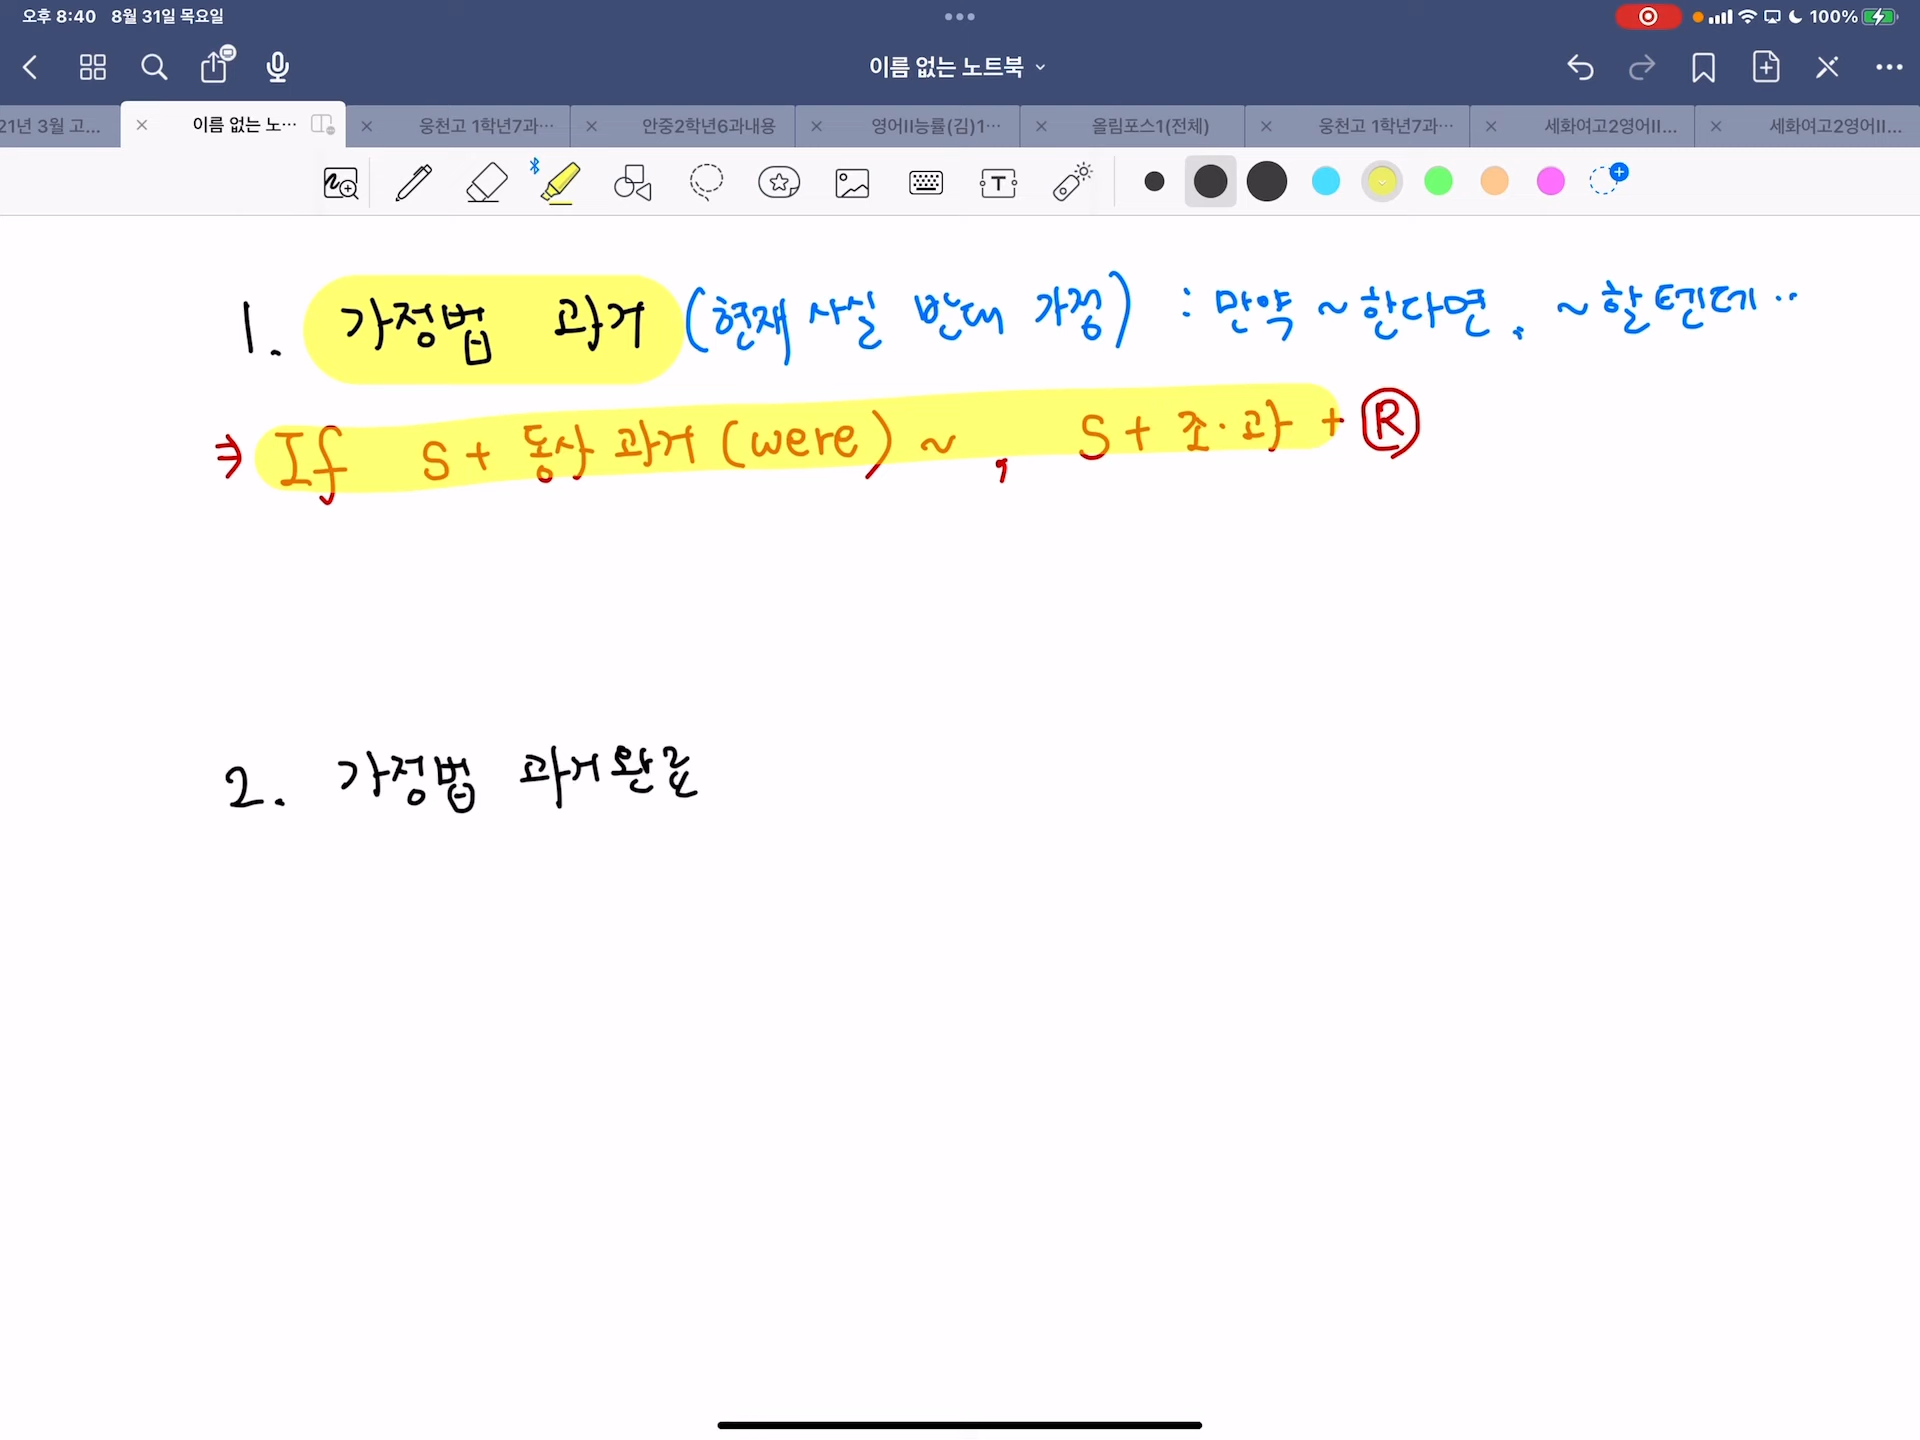 오후 8:40 8월 31일 목요일
100%
이름 없는 노트북
21년 3월 고...
이름 없는 노...
웅천고 1학년7과...
안중2학년6과내용
영어II능률(김)1...
올림포스1(전체)
웅천고 1학년7과...
세화여고2영어II...
세화여고2영어II...
1. 가정법 과거 (현재 사실 반대 가정) : 만약 ~한다면, ~할텐데..
⇒ If S + 동사 과거 (were) ~ , S + 조·과 + Ⓡ
2. 가정법 과거완료